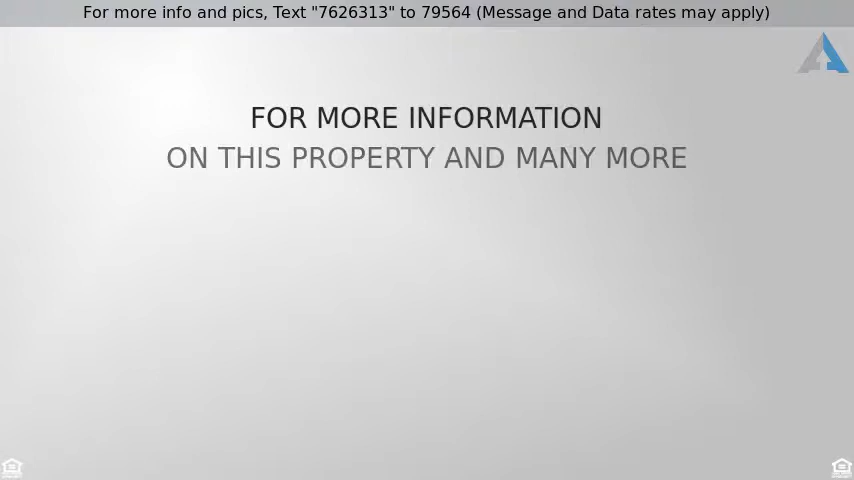 For more info and pics, Text "7626313" to 79564 (Message and Data rates may apply)
FOR MORE INFORMATION
ON THIS PROPERTY AND MANY MORE